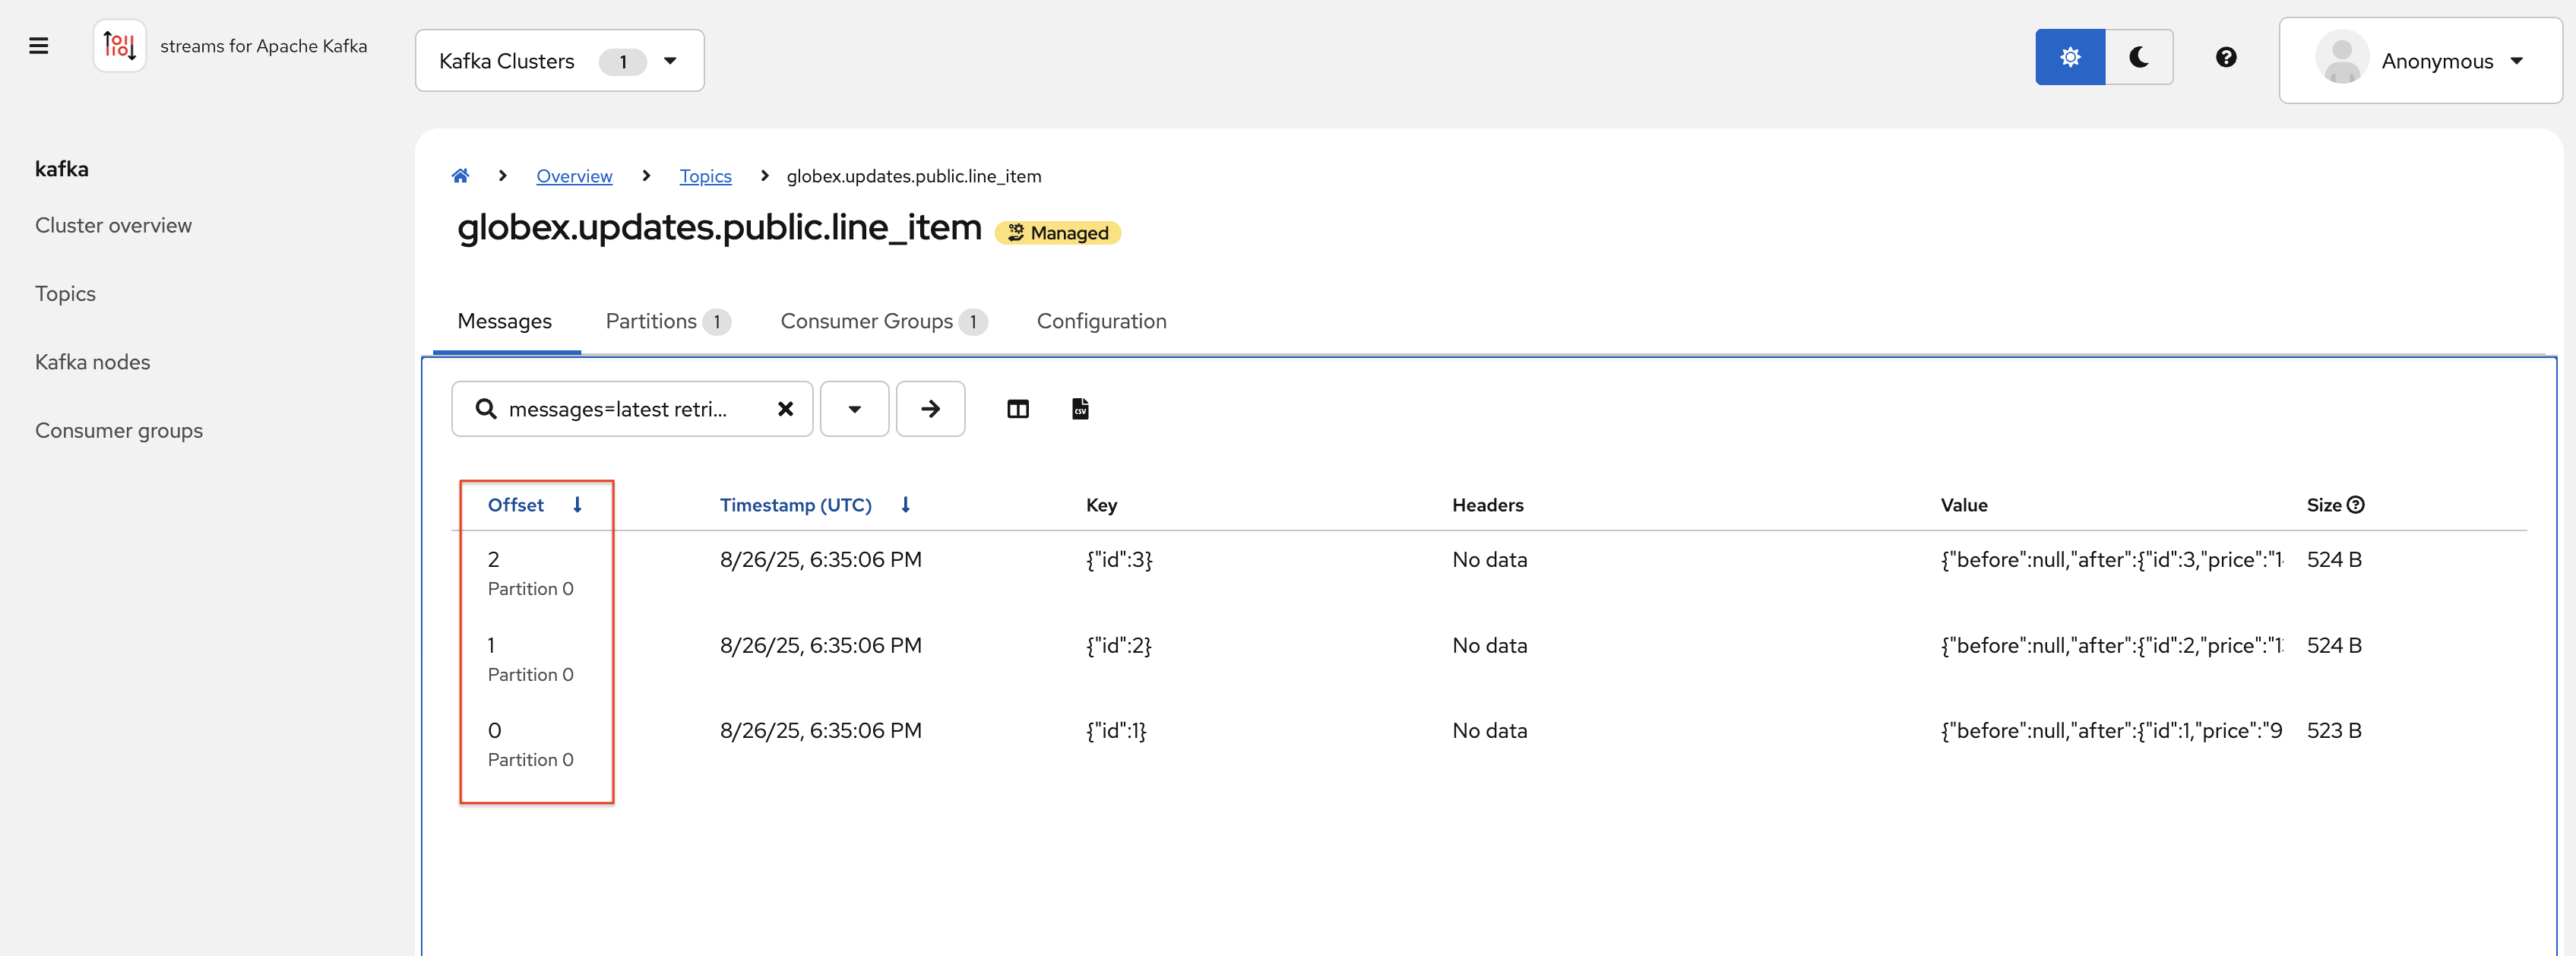 streams for Apache Kafka
Kafka Clusters 1
Anonymous
kafka
Cluster overview
Topics
Kafka nodes
Consumer groups
Overview > Topics > globex.updates.public.line_item
globex.updates.public.line_item Managed
Messages Partitions 1 Consumer Groups 1 Configuration
messages=latest retri...
CSV
Offset Timestamp (UTC) Key Headers Value Size
2 8/26/25, 6:35:06 PM {"id":3} No data {"before":null,"after":{"id":3,"price":"1 524 B
Partition 0
1 8/26/25, 6:35:06 PM {"id":2} No data {"before":null,"after":{"id":2,"price":"1 524 B
Partition 0
0 8/26/25, 6:35:06 PM {"id":1} No data {"before":null,"after":{"id":1,"price":"9 523 B
Partition 0